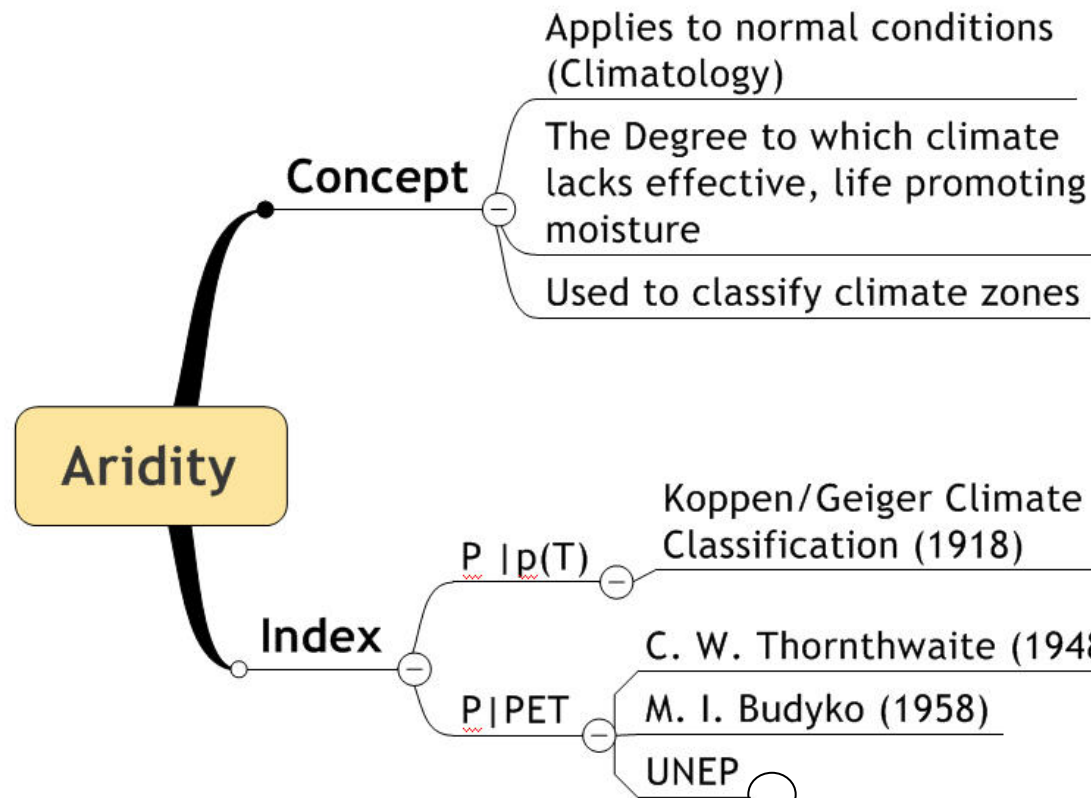 Applies to normal conditions
(Climatology)
Concept
The Degree to which climate
lacks effective, life promoting
moisture
Used to classify climate zones
Aridity
Koppen/Geiger Climate
Classification (1918)
P |p(T)
Index
C. W. Thornthwaite (1948
P|PET
M. I. Budyko (1958)
UNEP